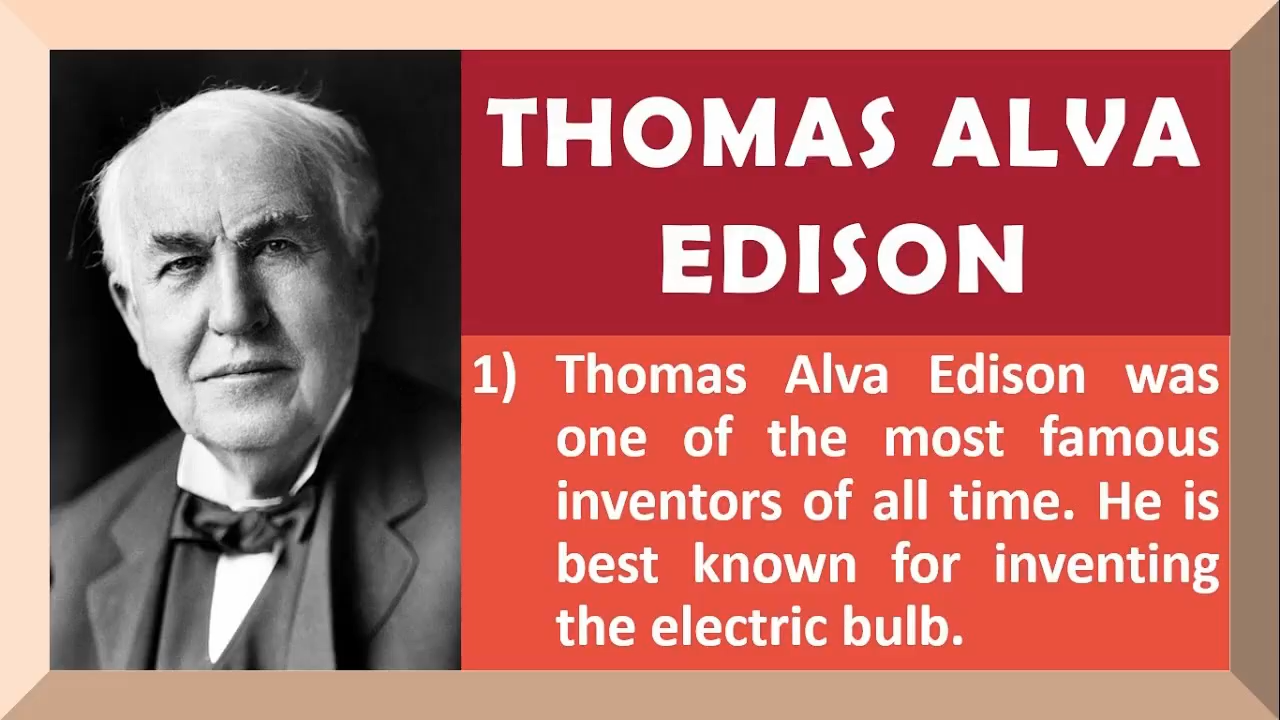 THOMAS ALVA
EDISON
1) Thomas Alva Edison was
one of the most famous
inventors of all time. He is
best known for inventing
the electric bulb.